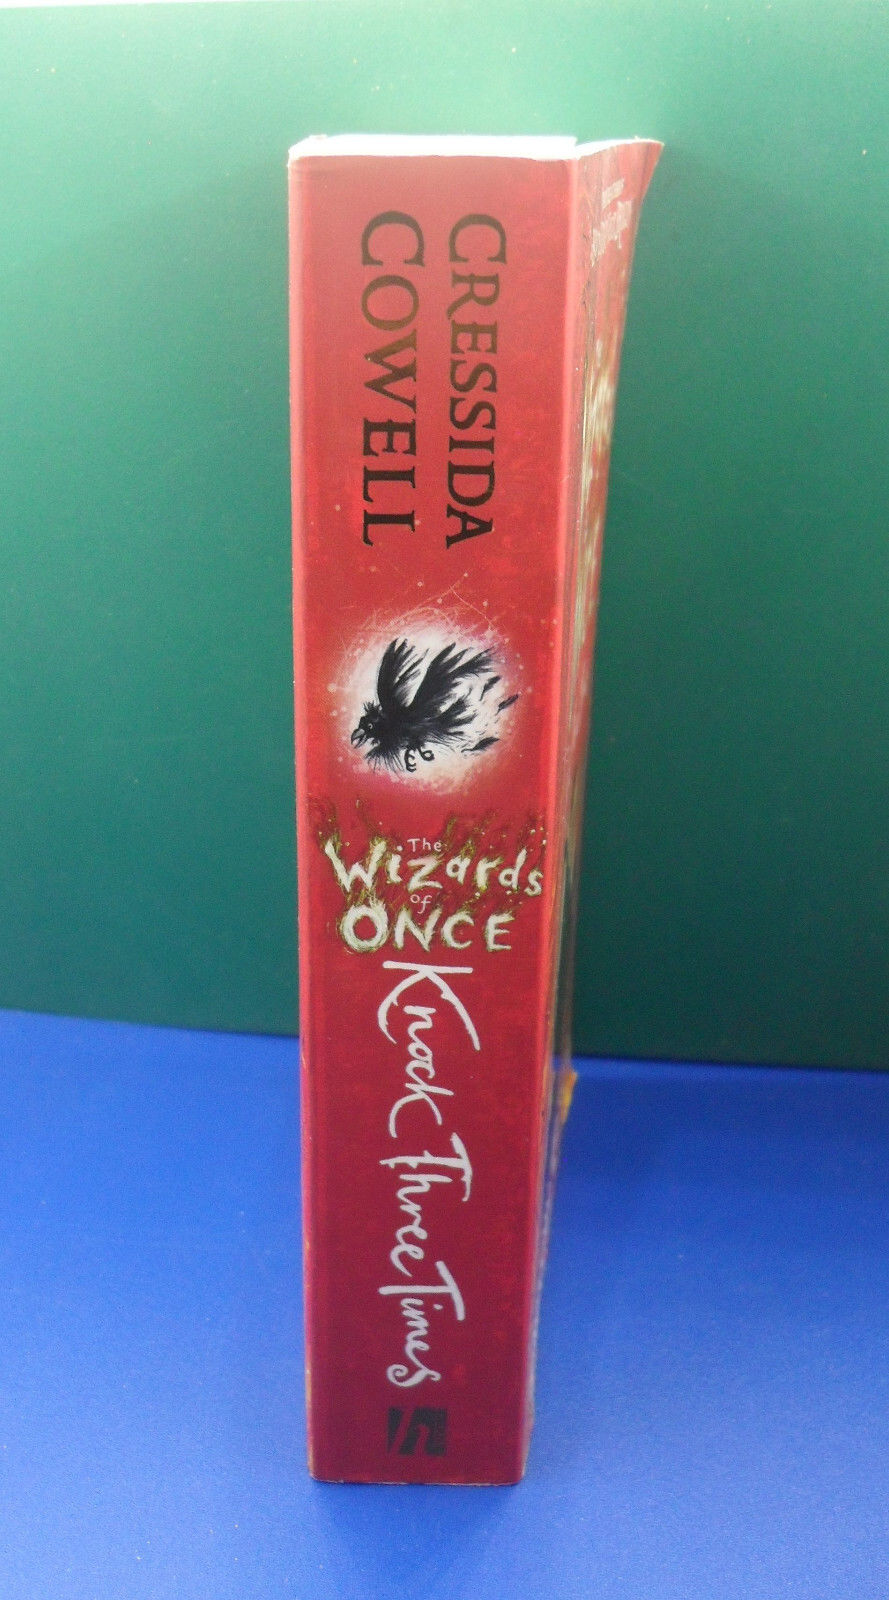 CRESSIDA
COWELL
The
Wizards
of
ONCE
Knock Three Times